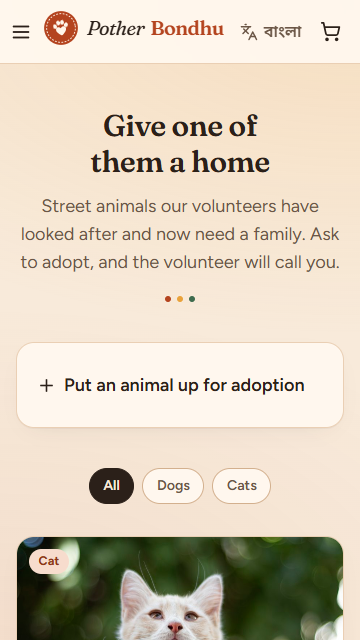 Pother Bondhu
বাংলা
Give one of
them a home
Street animals our volunteers have
looked after and now need a family. Ask
to adopt, and the volunteer will call you.
+ Put an animal up for adoption
All
Dogs
Cats
Cat